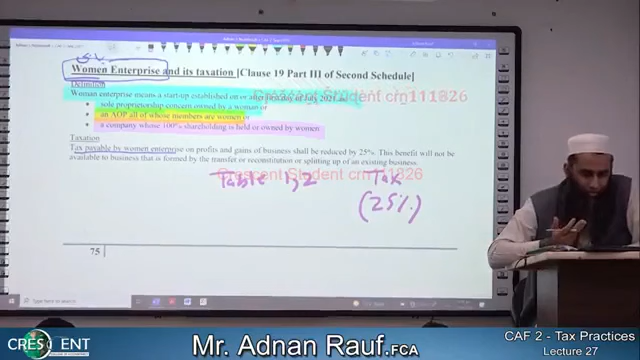 Women Enterprise and its taxation [Clause 19 Part III of Second Schedule]
Definition
Woman enterprise means a start-up established on or after first day of July 2021 as
sole proprietorship concern owned by a woman or
an AOP all of whose members are women or
a company whose 100% shareholding is held or owned by women
Crescent Student crn111826
Taxation
Tax payable by women enterprise on profits and gains of business shall be reduced by 25%. This benefit will not be
available to business that is formed by the transfer or reconstitution or splitting up of an existing business.
Crescent Student crn111826
Table 1,2 Tax
(25%)
75
Type here to search
CRESCENT
Mr. Adnan Rauf.FCA
CAF 2 - Tax Practices
Lecture 27